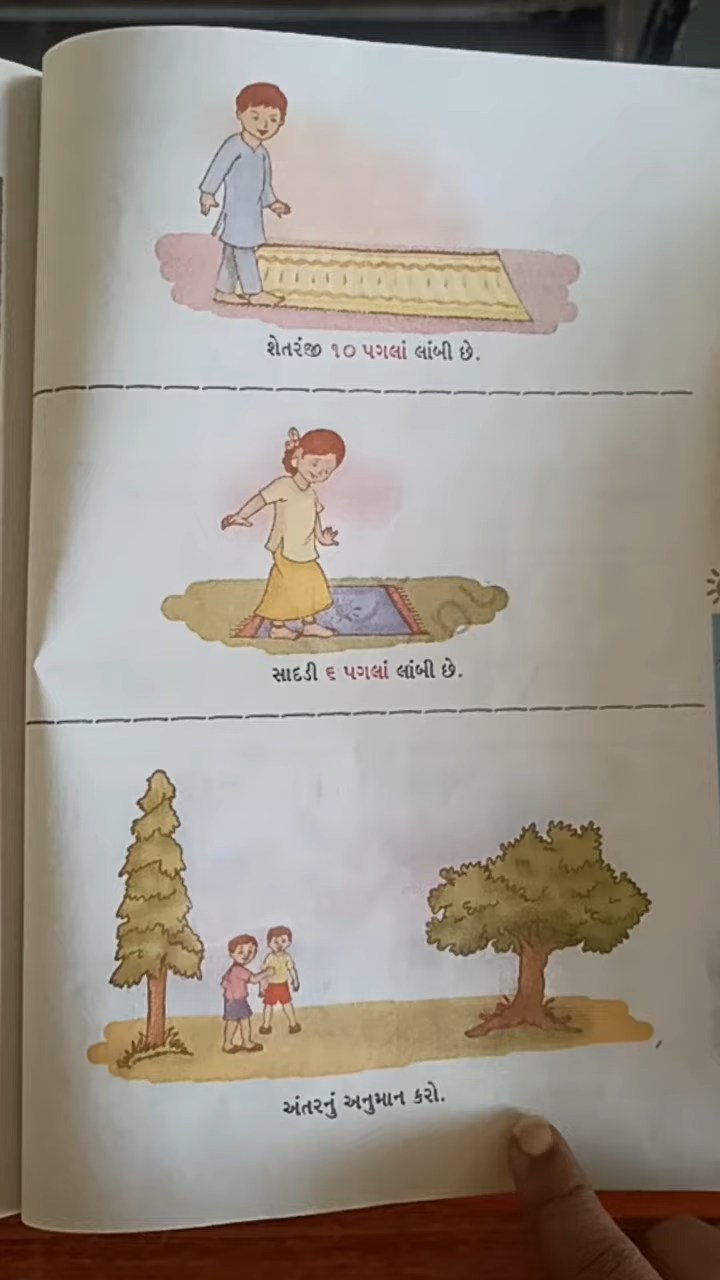 શેતરંજી ૧૦ પગલાં લાંબી છે.
સાદડી ૬ પગલાં લાંબી છે.
અંતરનું અનુમાન કરો.